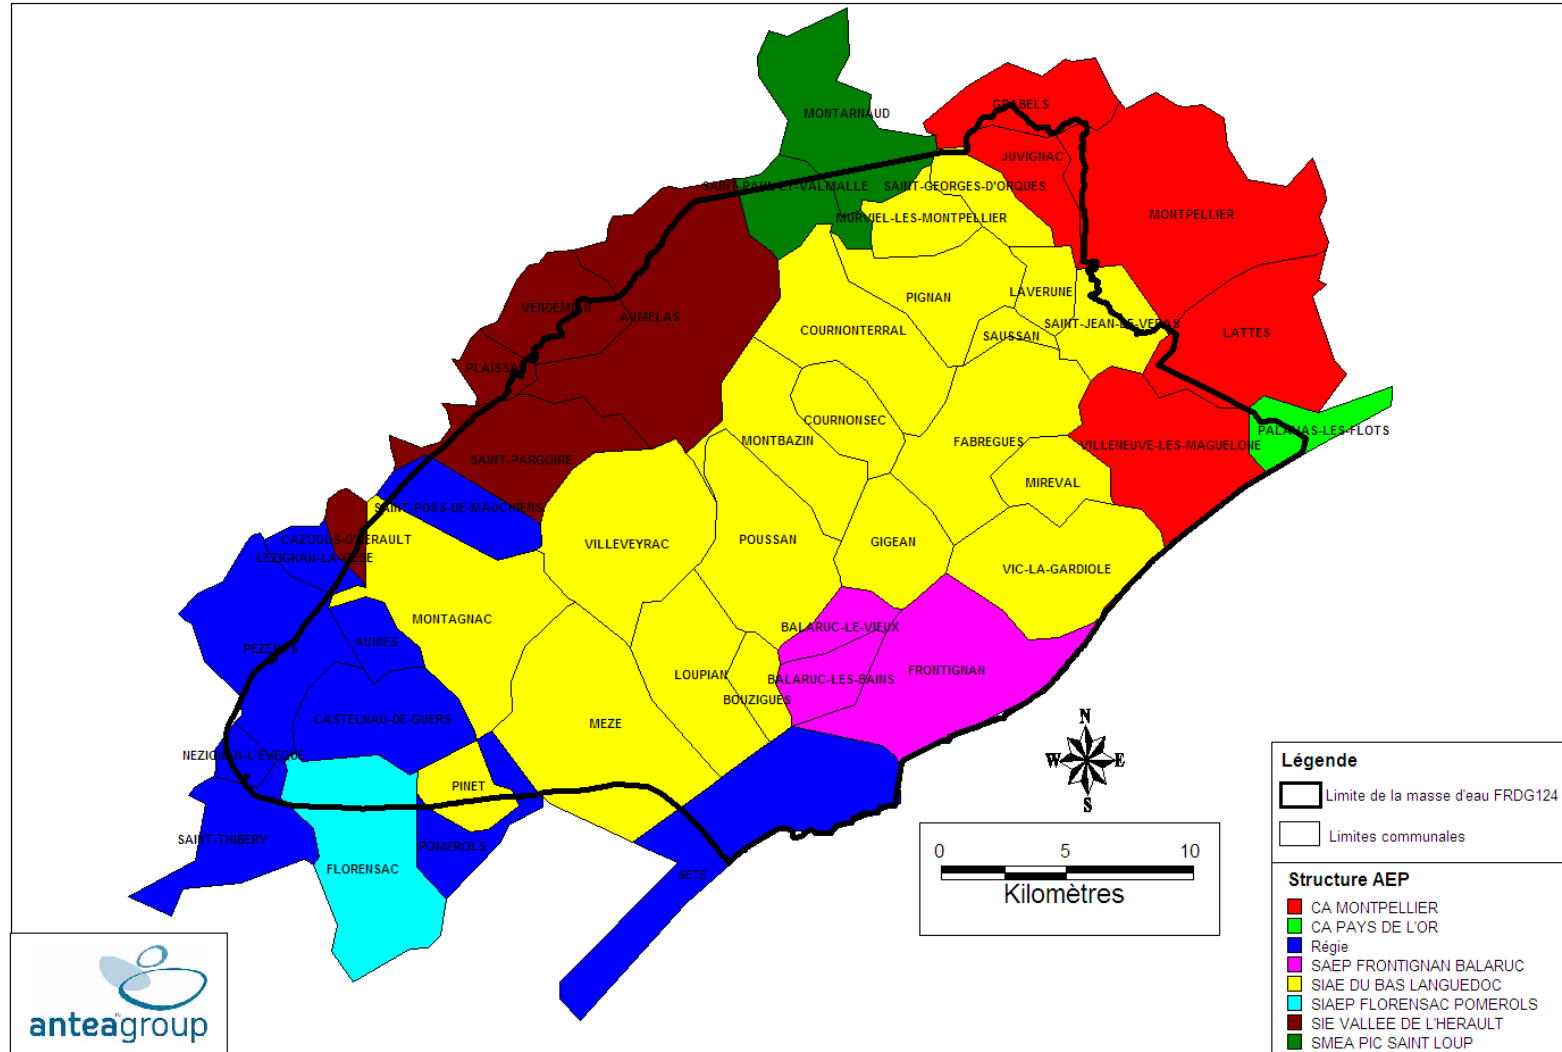 MONTARNAUD
GRABELS
JUVIGNAC
SAINT-PAUL-ET-VALMALLE
SAINT-GEORGES-D'ORQUES
MURVIEL-LES-MONTPELLIER
MONTPELLIER
PIGNAN
LAVERUNE
VENDEMIAN
AUMELAS
COURNONTERRAL
SAUSSAN
SAINT-JEAN-DE-VEDAS
LATTES
PLAISSAN
COURNONSEC
MONTBAZIN
FABREGUES
VILLENEUVE-LES-MAGUELONE
PALAVAS-LES-FLOTS
SAINT-PARGOIRE
MIREVAL
SAINT-PONS-DE-MAUCHIENS
CAZOULS-D'HERAULT
LEZIGNAN-LA-CEBE
VILLEVEYRAC
POUSSAN
GIGEAN
VIC-LA-GARDIOLE
MONTAGNAC
BALARUC-LE-VIEUX
PEZENAS
AUMES
LOUPIAN
BALARUC-LES-BAINS
FRONTIGNAN
BOUZIGUES
CASTELNAU-DE-GUERS
MEZE
NEZIGNAN-L'EVEQUE
PINET
SAINT-THIBERY
POMEROLS
FLORENSAC
SETE
N
W E
S
0 5 10
Kilomètres
Légende
Limite de la masse d'eau FRDG124
Limites communales
Structure AEP
CA MONTPELLIER
CA PAYS DE L'OR
Régie
SAEP FRONTIGNAN BALARUC
SIAE DU BAS LANGUEDOC
SIAEP FLORENSAC POMEROLS
SIE VALLEE DE L'HERAULT
SMEA PIC SAINT LOUP
anteagroup